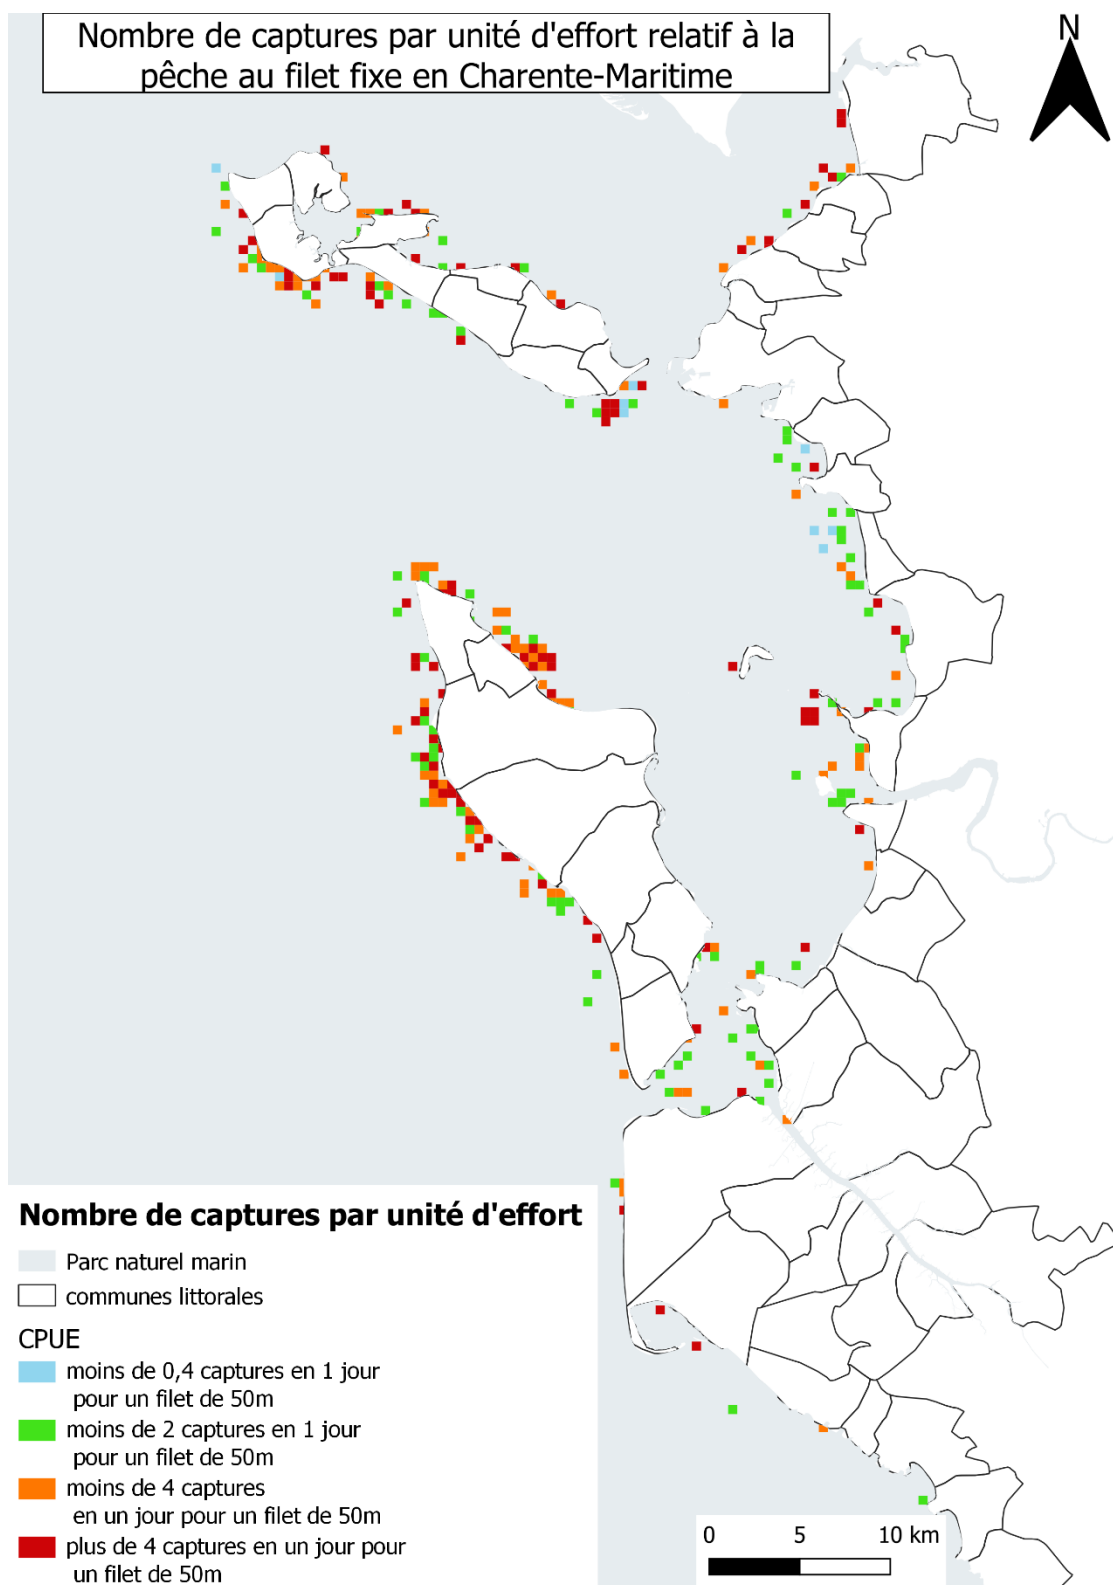 Nombre de captures par unité d'effort relatif à la
pêche au filet fixe en Charente-Maritime
N
Nombre de captures par unité d'effort
Parc naturel marin
communes littorales
CPUE
moins de 0,4 captures en 1 jour
pour un filet de 50m
moins de 2 captures en 1 jour
pour un filet de 50m
moins de 4 captures
en un jour pour un filet de 50m
plus de 4 captures en un jour pour
un filet de 50m
0 5 10 km